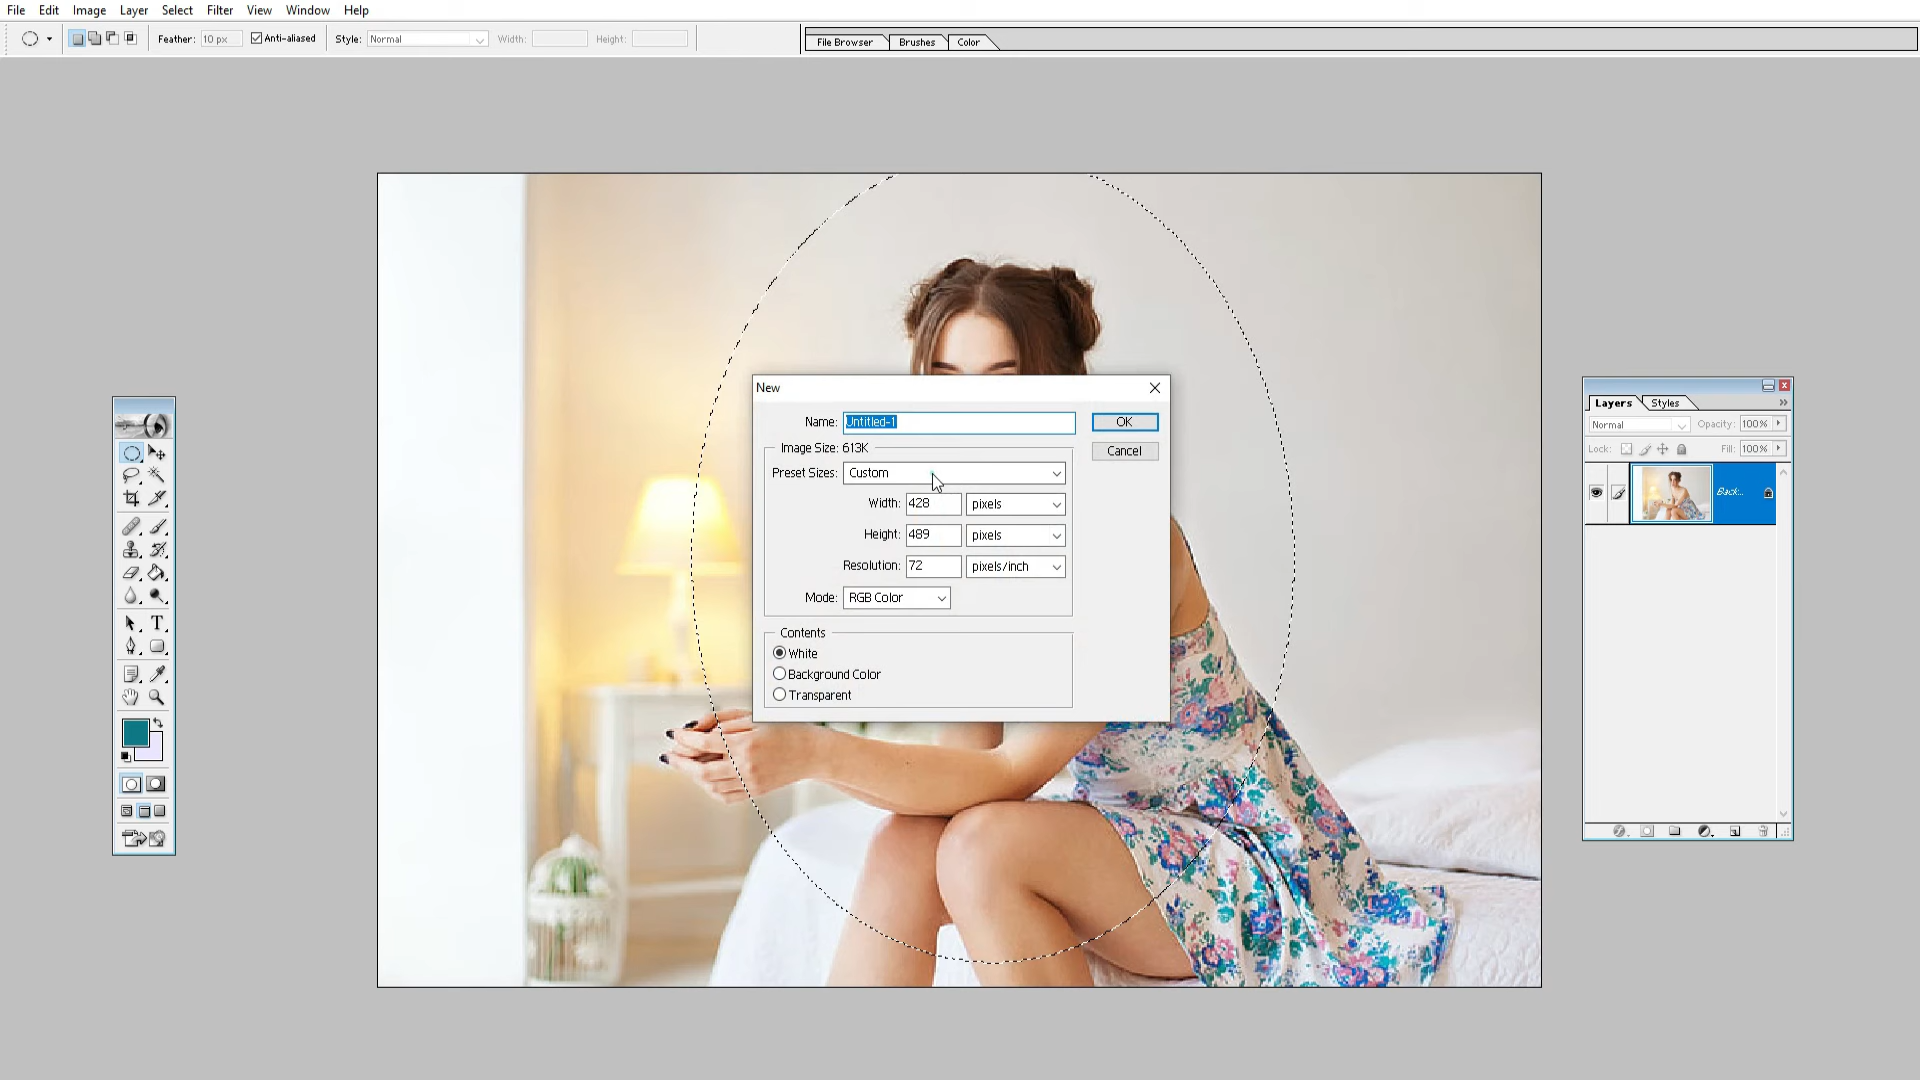 File Edit Image Layer Select Filter View Window Help
Feather: 10 px Anti-aliased Style: Normal Width: Height: File Browser Brushes Color
New
Name: Untitled-1 OK
Image Size: 613K Cancel
Preset Sizes: Custom
Width: 428 pixels
Height: 489 pixels
Resolution: 72 pixels/inch
Mode: RGB Color
Contents
White
Background Color
Transparent
Layers Styles
Normal Opacity: 100%
Lock: Fill: 100%
Back...